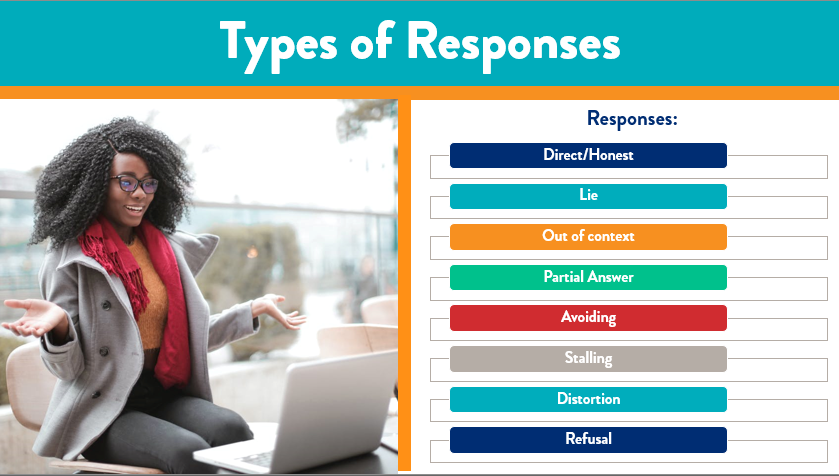 Types of Responses
Responses:
Direct/Honest
Lie
Out of context
Partial Answer
Avoiding
Stalling
Distortion
Refusal